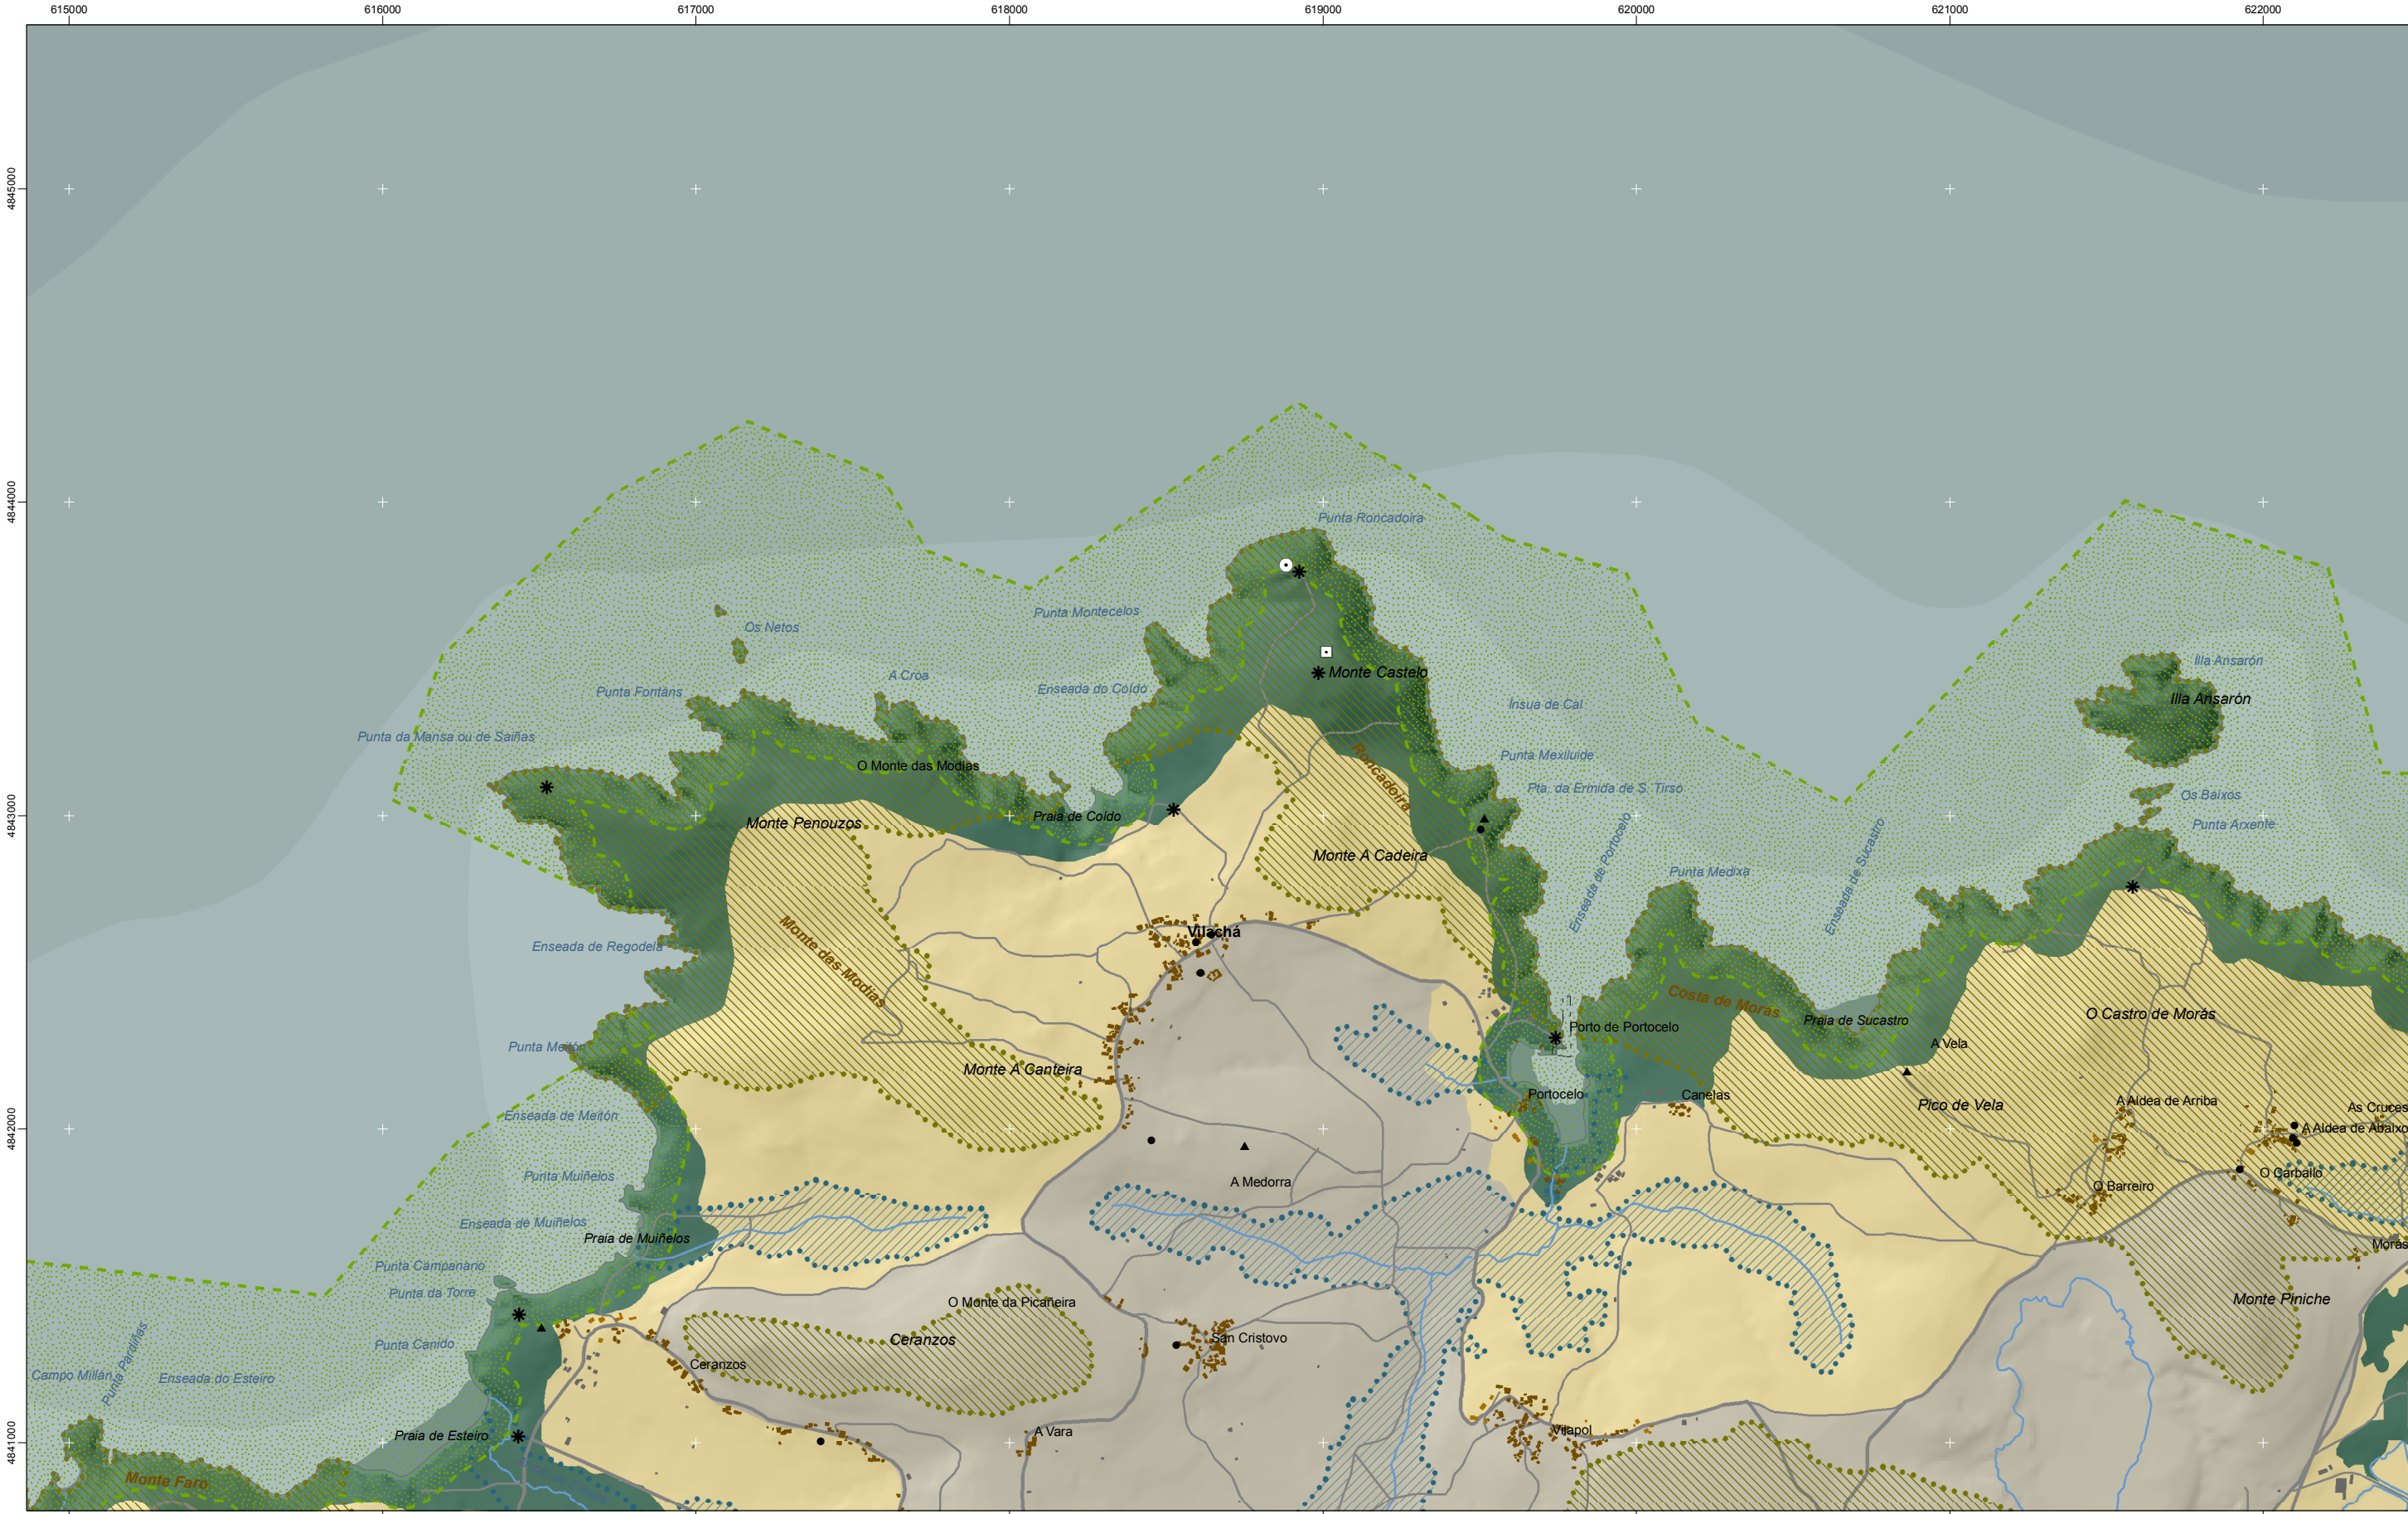 615000 616000 617000 618000 619000 620000 621000 622000
4845000
4844000
4843000
4842000
4841000
Punta Roncadoira
Punta Montecelos
Os Netos
Illa Ansarón
A Croa
Monte Castelo
Enseada do Coído
Punta Fontáns
Illa Ansarón
Insua de Cal
Punta da Mansa ou de Saíñas
Punta Mexiluide
O Monte das Modias
Roncadoira
Pta. da Ermida de S. Tirso
Os Baixos
Praia de Coído
Monte Penouzos
Punta Arxente
Monte A Cadeira
Enseada de Portocelo
Punta Medixa
Enseada de Sucastro
Vilachá
Enseada de Regodela
Monte das Modias
Costa de Morás
O Castro de Morás
Praia de Sucastro
Porto de Portocelo
A Vela
Punta Meitón
Monte A Canteira
Portocelo
Canelas
A Aldea de Arriba
Pico de Vela
As Cruces
Enseada de Meitón
A Aldea de Abaixo
O Carballo
Punta Muíñelos
A Medorra
O Barreiro
Enseada de Muíñelos
Praia de Muíñelos
Morás
Punta Campanario
Punta da Torre
O Monte da Picañeira
Monte Piniche
Punta Canido
Ceranzos
San Cristovo
Ceranzos
Punta Pardiñas
Campo Millán
Enseada do Esteiro
A Vara
Vilapol
Praia de Esteiro
Monte Faro